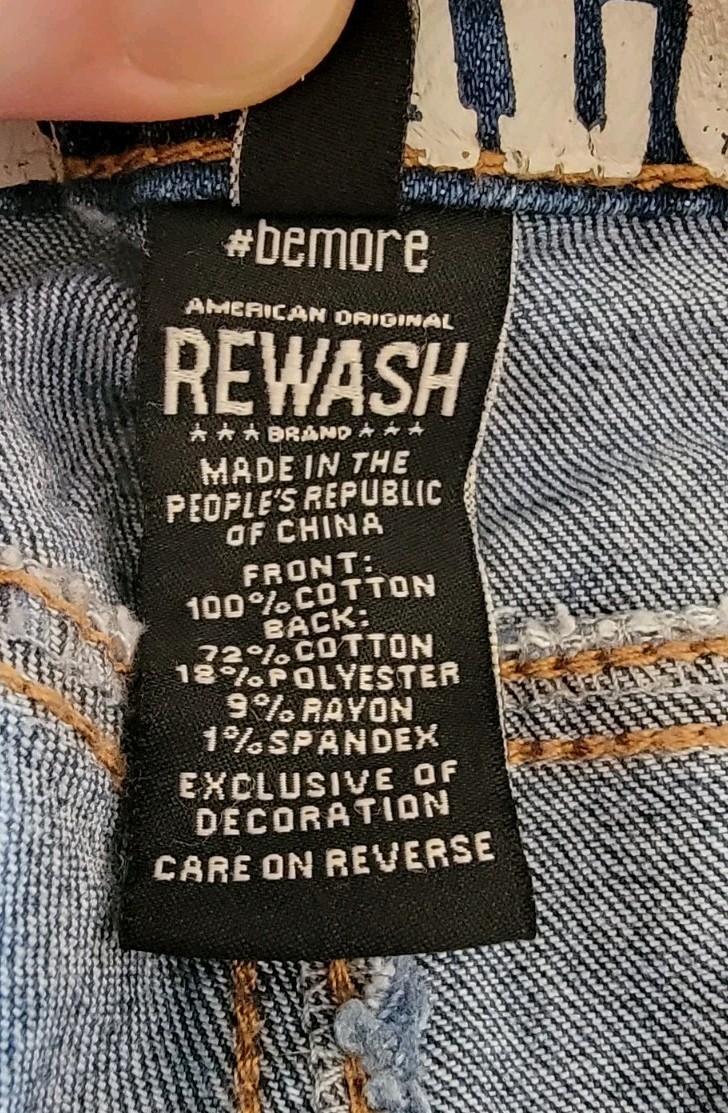 #bemore
AMERICAN ORIGINAL
REWASH
★★★ BRAND ★★★
MADE IN THE
PEOPLE'S REPUBLIC
OF CHINA
FRONT:
100%COTTON
BACK:
72%COTTON
18%POLYESTER
9%RAYON
1%SPANDEX
EXCLUSIVE OF
DECORATION
CARE ON REVERSE